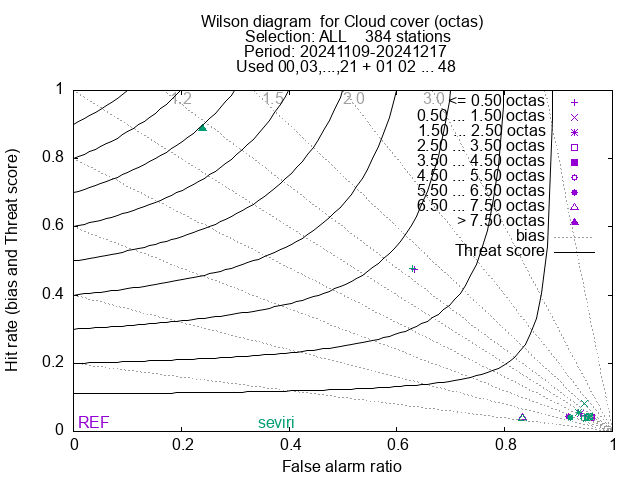 Wilson diagram  for Cloud cover (octas)
Selection: ALL    384 stations
Period: 20241109-20241217
Used 00,03,...,21 + 01 02 ... 48
1.2 1.5 2.0 3.0
<= 0.50 octas
0.50 ... 1.50 octas
1.50 ... 2.50 octas
2.50 ... 3.50 octas
3.50 ... 4.50 octas
4.50 ... 5.50 octas
5.50 ... 6.50 octas
6.50 ... 7.50 octas
> 7.50 octas
bias
Threat score
Hit rate (bias and Threat score)
1
0.8
0.6
0.4
0.2
0
REF seviri
0 0.2 0.4 0.6 0.8 1
False alarm ratio